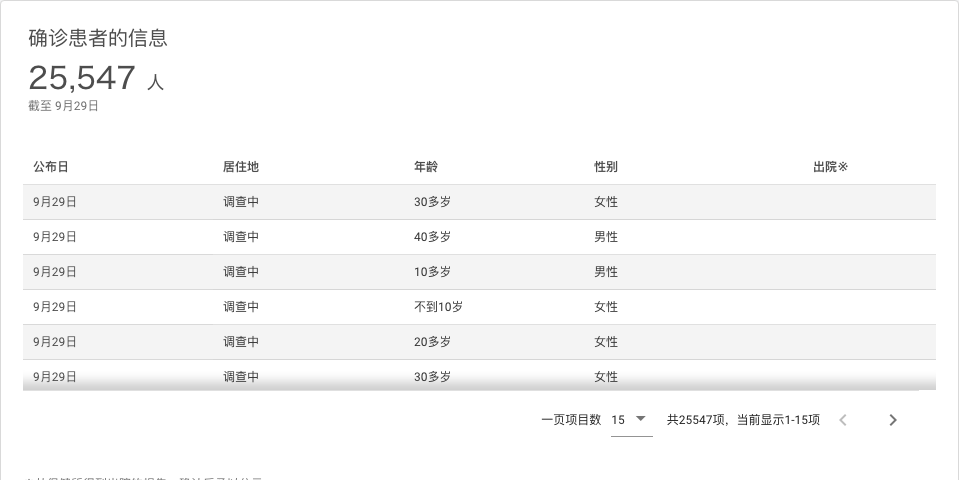 确诊患者的信息
25,547 人
截至 9月29日
公布日 居住地 年龄 性别 出院※
9月29日 调查中 30多岁 女性
9月29日 调查中 40多岁 男性
9月29日 调查中 10多岁 男性
9月29日 调查中 不到10岁 女性
9月29日 调查中 20多岁 女性
9月29日 调查中 30多岁 女性
一页项目数 15 共25547项，当前显示1-15项